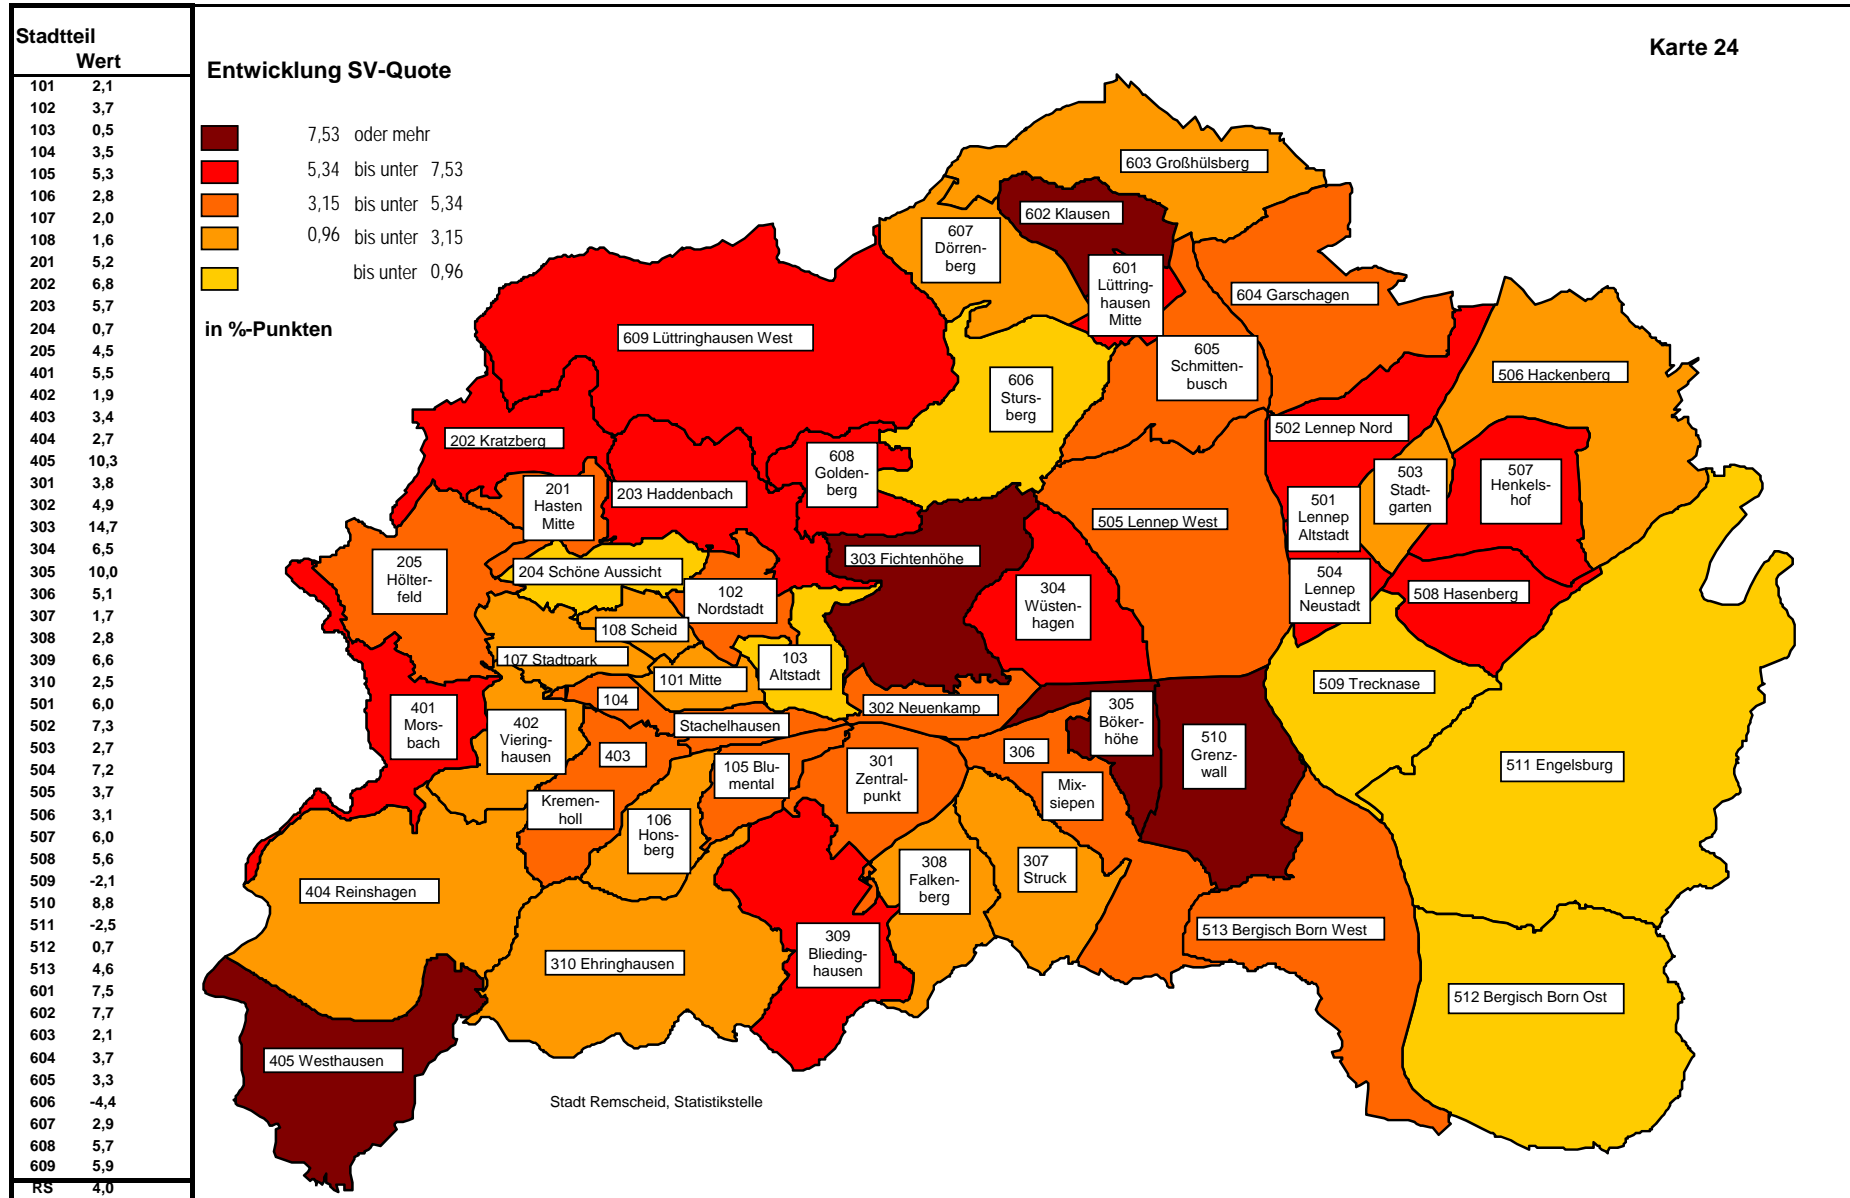 Stadtteil
Wert
101 2,1
102 3,7
103 0,5
104 3,5
105 5,3
106 2,8
107 2,0
108 1,6
201 5,2
202 6,8
203 5,7
204 0,7
205 4,5
401 5,5
402 1,9
403 3,4
404 2,7
405 10,3
301 3,8
302 4,9
303 14,7
304 6,5
305 10,0
306 5,1
307 1,7
308 2,8
309 6,6
310 2,5
501 6,0
502 7,3
503 2,7
504 7,2
505 3,7
506 3,1
507 6,0
508 5,6
509 -2,1
510 8,8
511 -2,5
512 0,7
513 4,6
601 7,5
602 7,7
603 2,1
604 3,7
605 3,3
606 -4,4
607 2,9
608 5,7
609 5,9
RS 4,0
Karte 24
Entwicklung SV-Quote
7,53 oder mehr
5,34 bis unter 7,53
3,15 bis unter 5,34
0,96 bis unter 3,15
bis unter 0,96
in %-Punkten
603 Großhülsberg
602 Klausen
607
Dörren-
berg
601
Lüttring-
hausen
Mitte
604 Garschagen
609 Lüttringhausen West
605
Schmitten-
busch
606
Sturs-
berg
506 Hackenberg
502 Lennep Nord
202 Kratzberg
608
Golden-
berg
503
Stadt-
garten
507
Henkels-
hof
201
Hasten
Mitte
203 Haddenbach
501
Lennep
Altstadt
505 Lennep West
303 Fichtenhöhe
205
Hölter-
feld
204 Schöne Aussicht
102
Nordstadt
304
Wüsten-
hagen
504
Lennep
Neustadt
508 Hasenberg
108 Scheid
107 Stadtpark
103
Altstadt
101 Mitte
509 Trecknase
104
302 Neuenkamp
401
Mors-
bach
402
Viering-
hausen
Stachelhausen
305
Böker-
höhe
510
Grenz-
wall
403
105 Blu-
mental
301
Zentral-
punkt
306
511 Engelsburg
Kremen-
holl
Mix-
siepen
106
Hons-
berg
308
Falken-
berg
307
Struck
404 Reinshagen
513 Bergisch Born West
309
Blieding-
hausen
310 Ehringhausen
512 Bergisch Born Ost
405 Westhausen
Stadt Remscheid, Statistikstelle